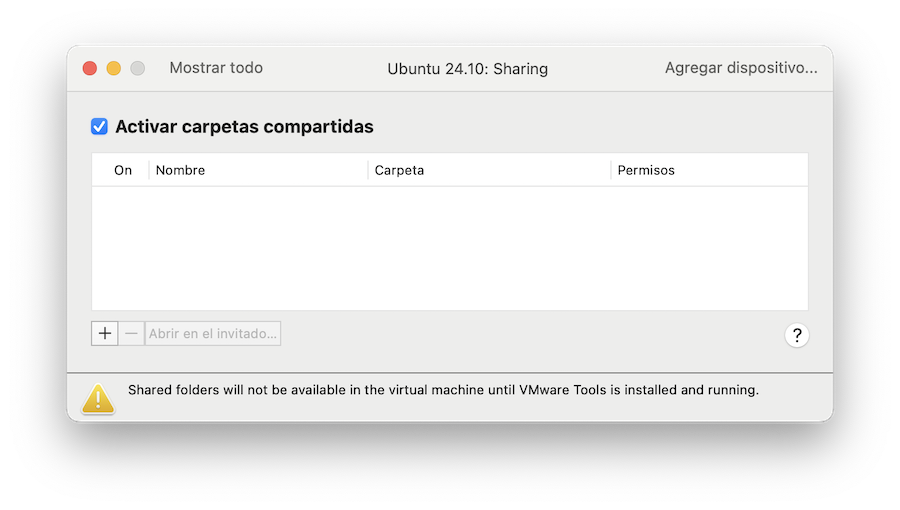 Mostrar todo Ubuntu 24.10: Sharing Agregar dispositivo...
Activar carpetas compartidas
On Nombre Carpeta Permisos
+ − Abrir en el invitado... ?
Shared folders will not be available in the virtual machine until VMware Tools is installed and running.